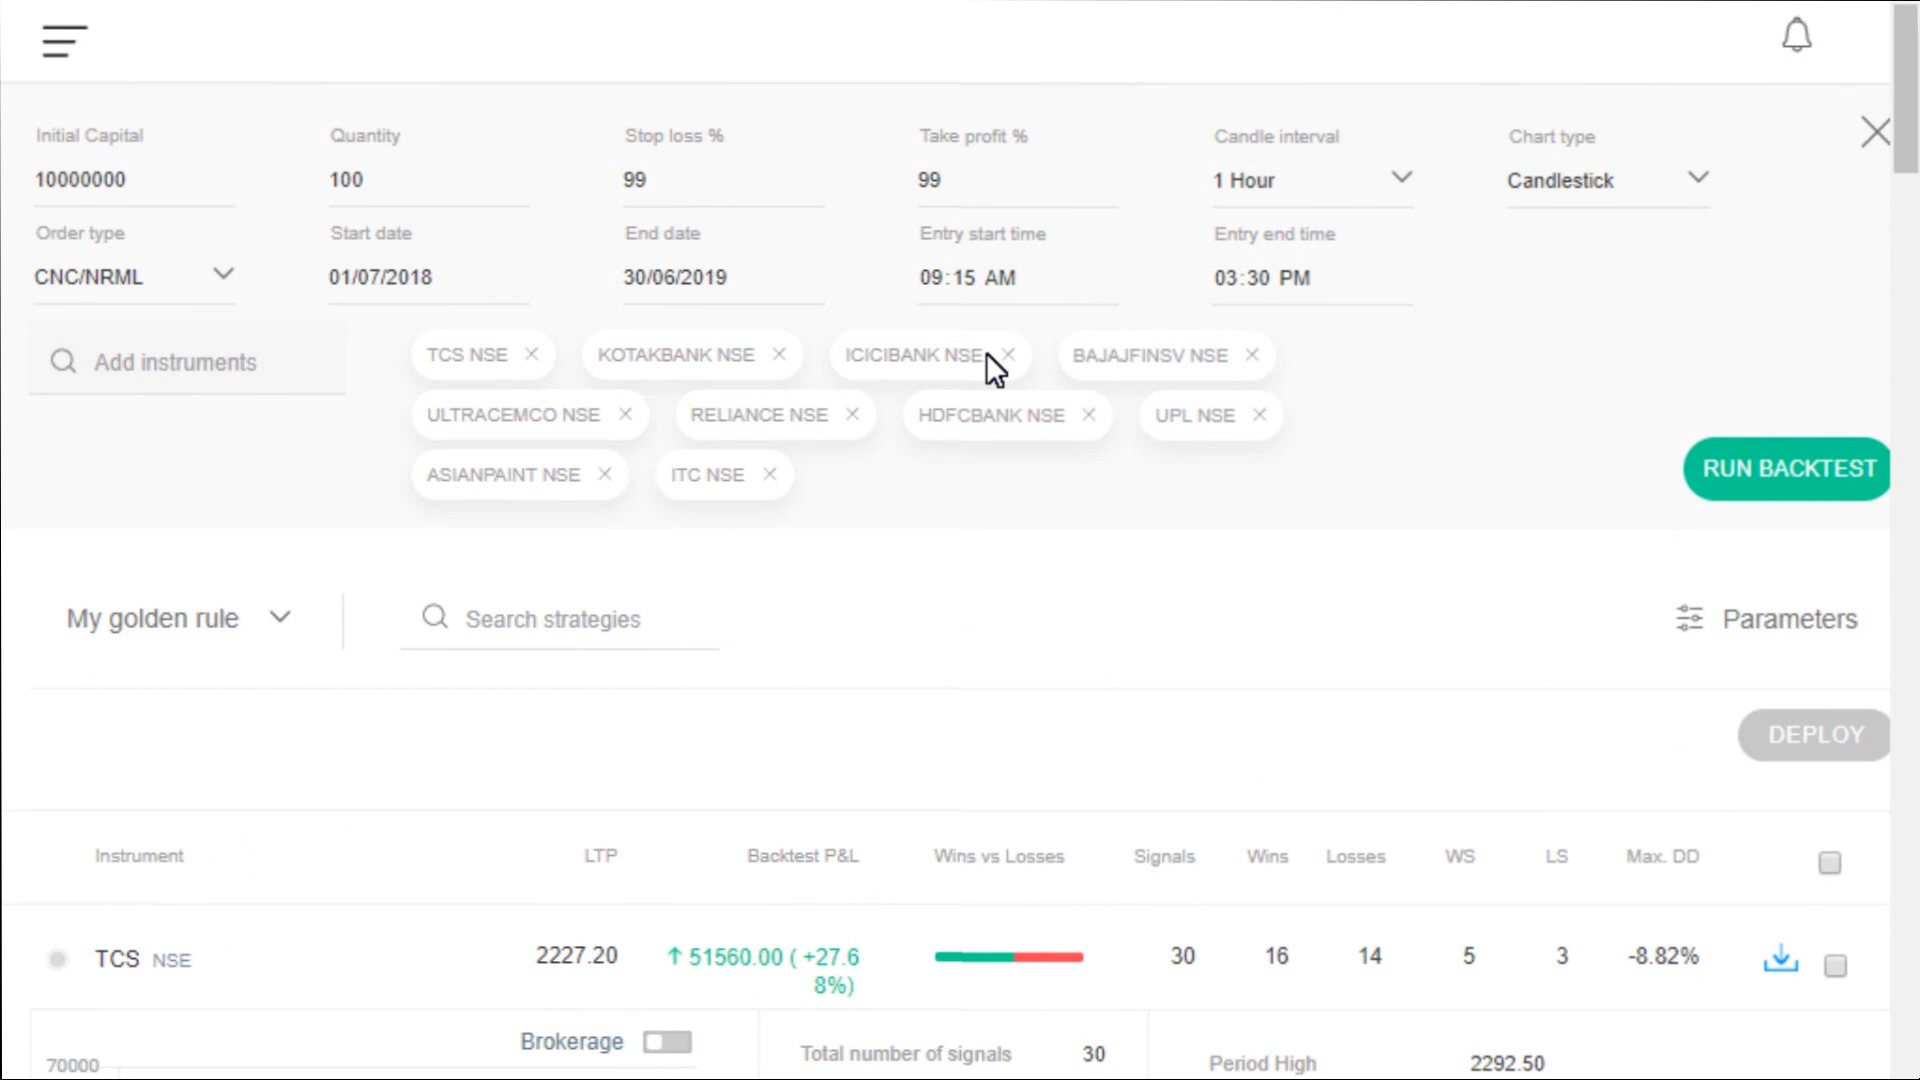 Initial Capital Quantity Stop loss % Take profit % Candle interval Chart type
10000000 100 99 99 1 Hour Candlestick
Order type Start date End date Entry start time Entry end time
CNC/NRML 01/07/2018 30/06/2019 09:15 AM 03:30 PM
Add instruments
TCS NSE KOTAKBANK NSE ICICIBANK NSE BAJAJFINSV NSE
ULTRACEMCO NSE RELIANCE NSE HDFCBANK NSE UPL NSE
ASIANPAINT NSE ITC NSE
RUN BACKTEST
My golden rule Search strategies Parameters
DEPLOY
Instrument LTP Backtest P&L Wins vs Losses Signals Wins Losses WS LS Max. DD
TCS NSE 2227.20 51560.00 ( +27.6 30 16 14 5 3 -8.82%
8%)
Brokerage Total number of signals 30 Period High 2292.50
70000